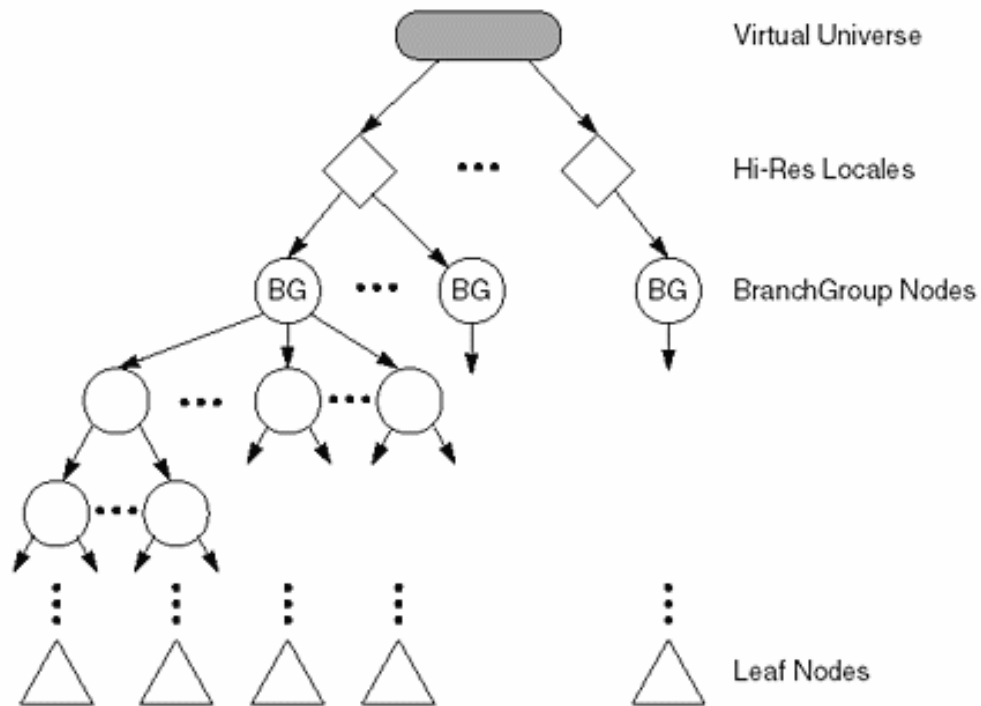 Virtual Universe
Hi-Res Locales
BG
BG
BG
BranchGroup Nodes
Leaf Nodes